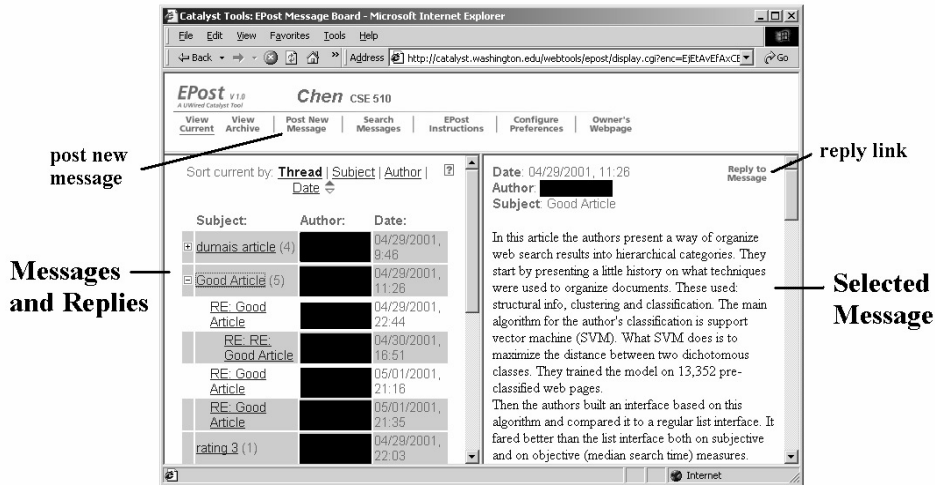 Catalyst Tools: EPost Message Board - Microsoft Internet Explorer
File Edit View Favorites Tools Help
Back Address http://catalyst.washington.edu/webtools/epost/display.cgi?enc=EjEtAvEfAxCE Go
EPost V 1.0 Chen CSE 510
A UWired Catalyst Tool
View Current
View Archive
Post New Message
Search Messages
EPost Instructions
Configure Preferences
Owner's Webpage
post new message
reply link
Messages and Replies
Selected Message
Sort current by: Thread | Subject | Author |
Date
?
Subject: Author: Date:
dumais article (4) 04/29/2001, 9:46
Good Article (5) 04/29/2001, 11:26
RE: Good Article 04/29/2001, 22:44
RE: RE: Good Article 04/30/2001, 16:51
RE: Good Article 05/01/2001, 21:16
RE: Good Article 05/01/2001, 21:35
rating 3 (1) 04/29/2001, 22:03
Date: 04/29/2001, 11:26
Author:
Subject: Good Article
Reply to Message
In this article the authors present a way of organize
web search results into hierarchical categories. They
start by presenting a little history on what techniques
were used to organize documents. These used:
structural info, clustering and classification. The main
algorithm for the author's classification is support
vector machine (SVM). What SVM does is to
maximize the distance between two dichotomous
classes. They trained the model on 13,352 pre-
classified web pages.
Then the authors built an interface based on this
algorithm and compared it to a regular list interface. It
fared better than the list interface both on subjective
and on objective (median search time) measures.
Internet